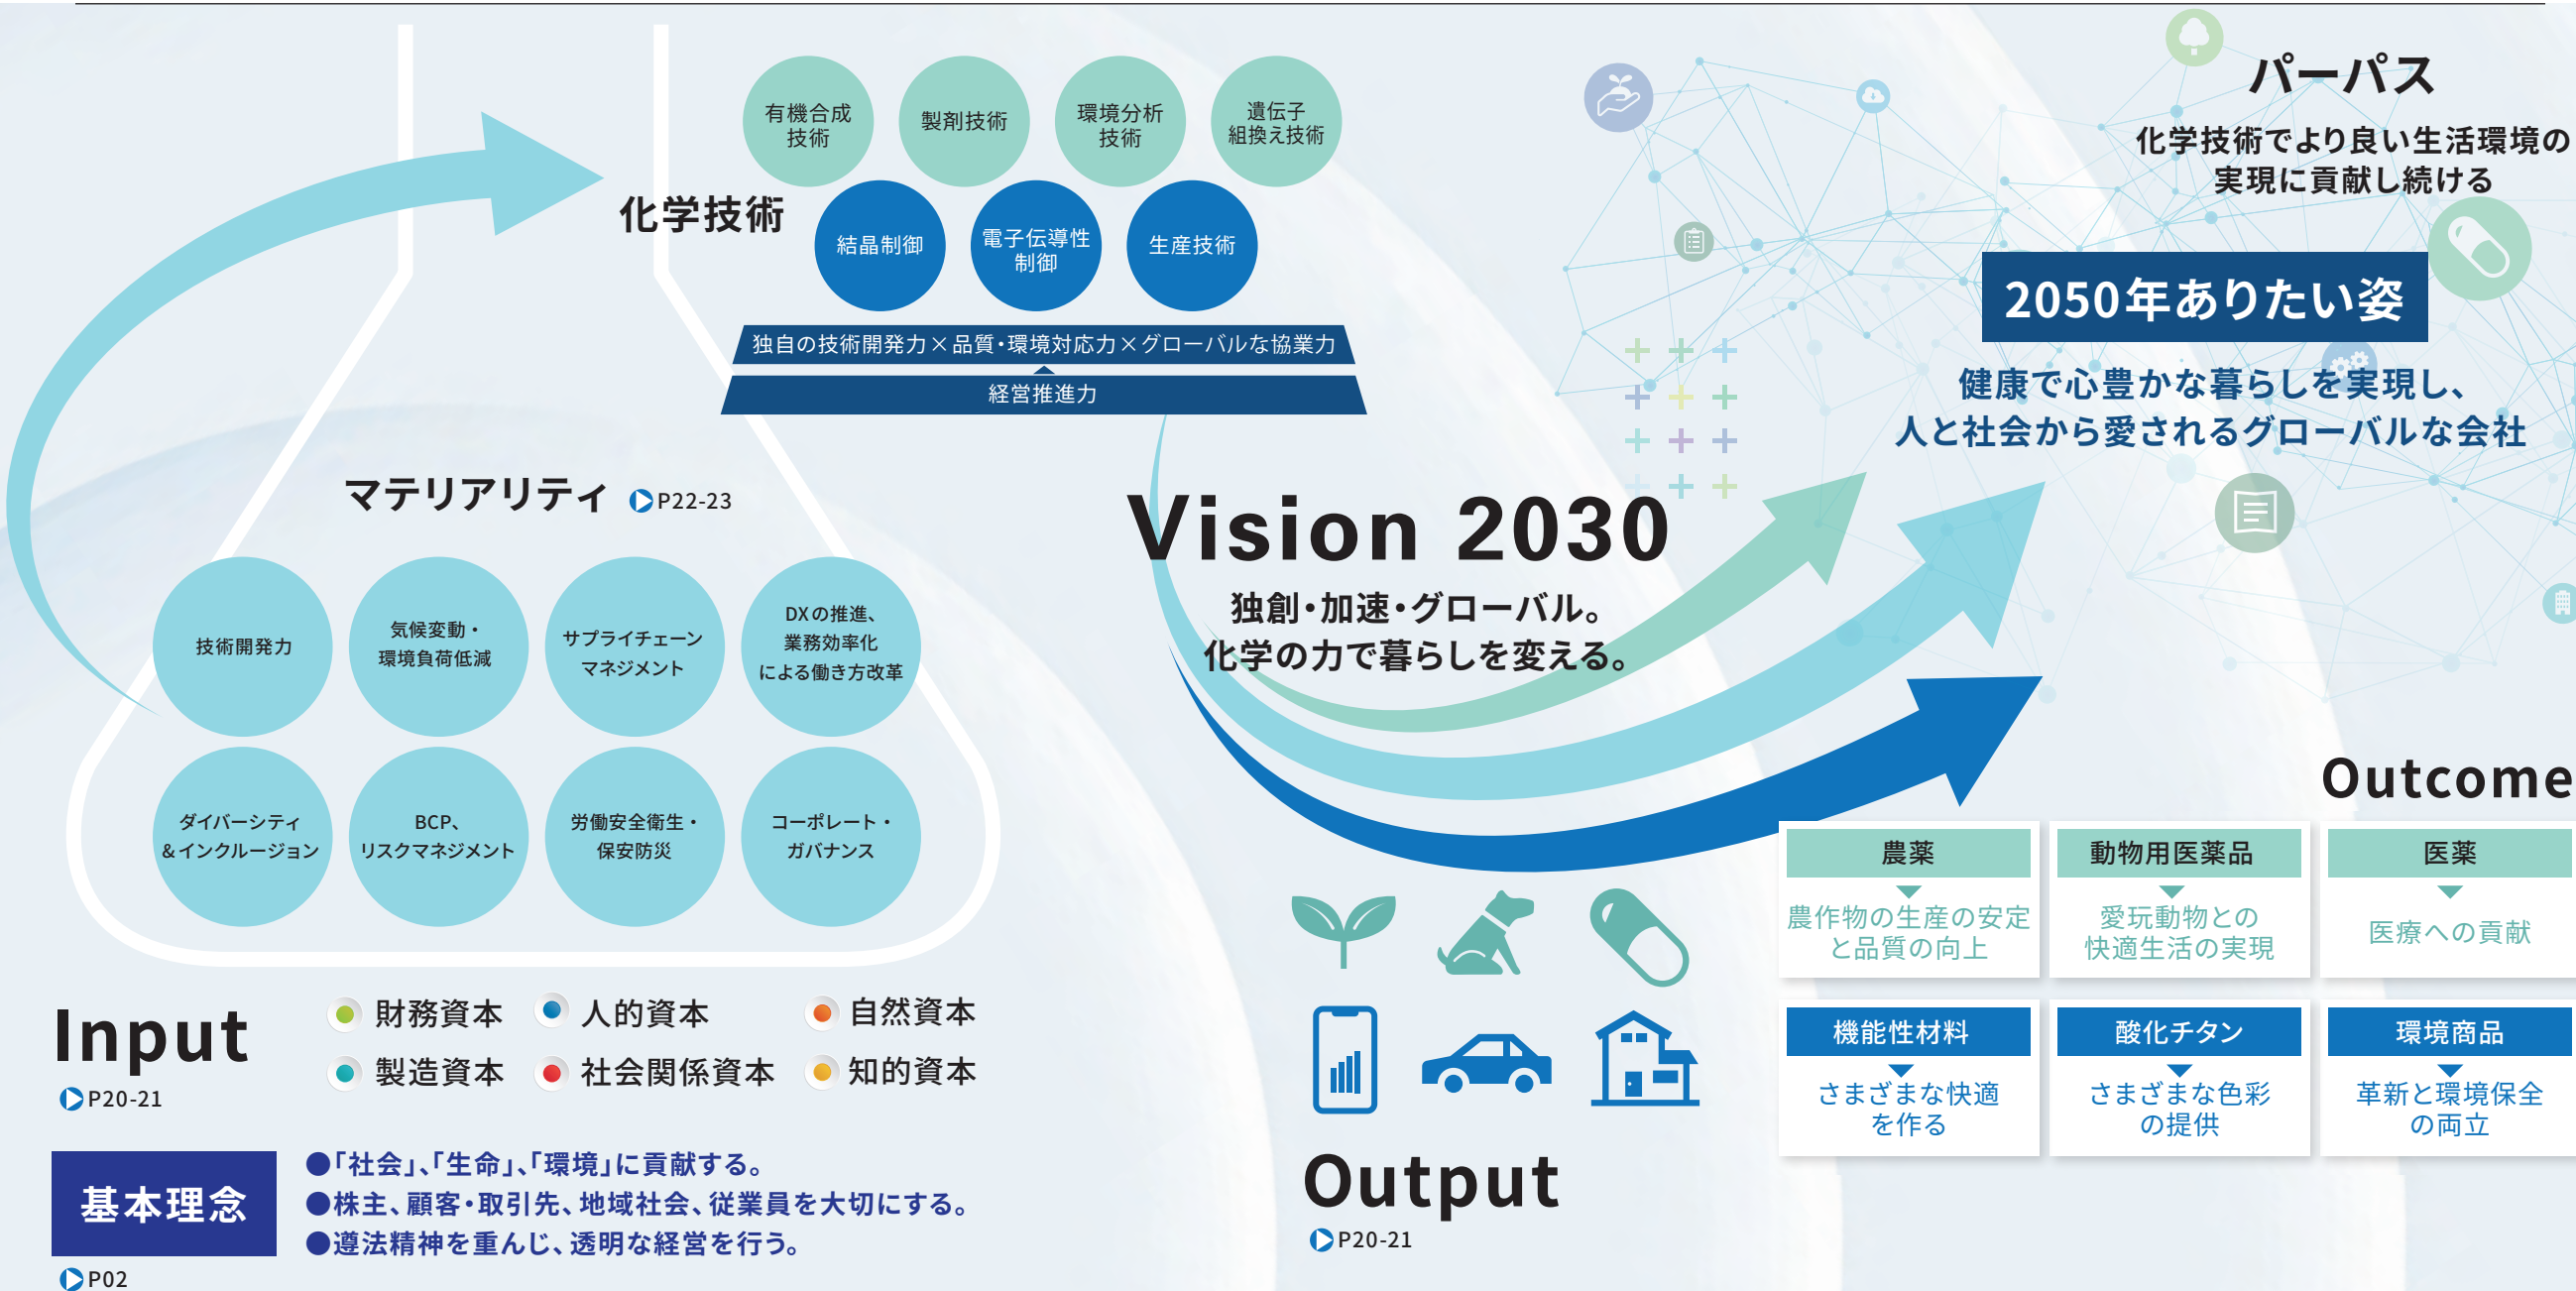 有機合成
技術
製剤技術
環境分析
技術
遺伝子
組換え技術
化学技術
結晶制御
電子伝導性
制御
生産技術
独自の技術開発力×品質・環境対応力×グローバルな協業力
経営推進力
マテリアリティ
P22-23
技術開発力
気候変動・
環境負荷低減
サプライチェーン
マネジメント
DXの推進、
業務効率化
による働き方改革
ダイバーシティ
&インクルージョン
BCP、
リスクマネジメント
労働安全衛生・
保安防災
コーポレート・
ガバナンス
Input
P20-21
財務資本
人的資本
自然資本
製造資本
社会関係資本
知的資本
基本理念
P02
●「社会」、「生命」、「環境」に貢献する。
●株主、顧客・取引先、地域社会、従業員を大切にする。
●遵法精神を重んじ、透明な経営を行う。
Vision 2030
独創・加速・グローバル。
化学の力で暮らしを変える。
パーパス
化学技術でより良い生活環境の
実現に貢献し続ける
2050年ありたい姿
健康で心豊かな暮らしを実現し、
人と社会から愛されるグローバルな会社
Output
P20-21
Outcome
農薬
農作物の生産の安定
と品質の向上
動物用医薬品
愛玩動物との
快適生活の実現
医薬
医療への貢献
機能性材料
さまざまな快適
を作る
酸化チタン
さまざまな色彩
の提供
環境商品
革新と環境保全
の両立